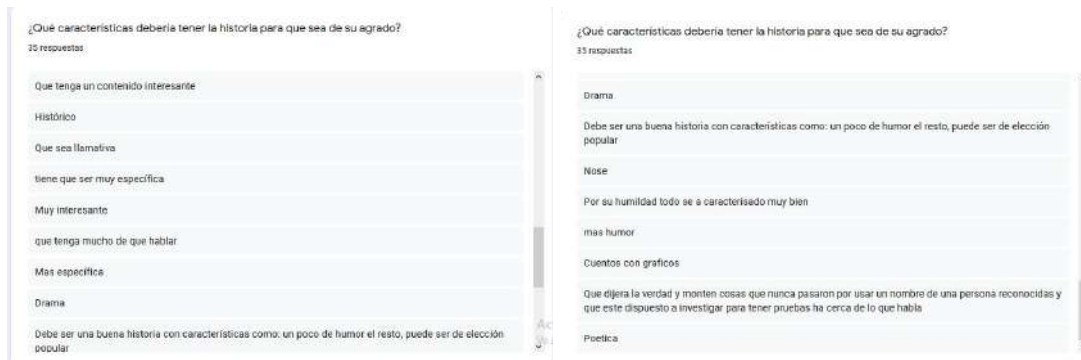 ¿Qué características debería tener la historia para que sea de su agrado?
35 respuestas
Que tenga un contenido interesante
Histórico
Que sea llamativa
tiene que ser muy específica
Muy interesante
que tenga mucho de que hablar
Mas específica
Drama
Debe ser una buena historia con características como: un poco de humor el resto, puede ser de elección
popular
¿Qué características debería tener la historia para que sea de su agrado?
35 respuestas
Drama
Debe ser una buena historia con características como: un poco de humor el resto, puede ser de elección
popular
Nose
Por su humildad todo se a caracterisado muy bien
mas humor
Cuentos con graficos
Que dijera la verdad y monten cosas que nunca pasaron por usar un nombre de una persona reconocidas y
que este dispuesto a investigar para tener pruebas ha cerca de lo que habla
Poetica